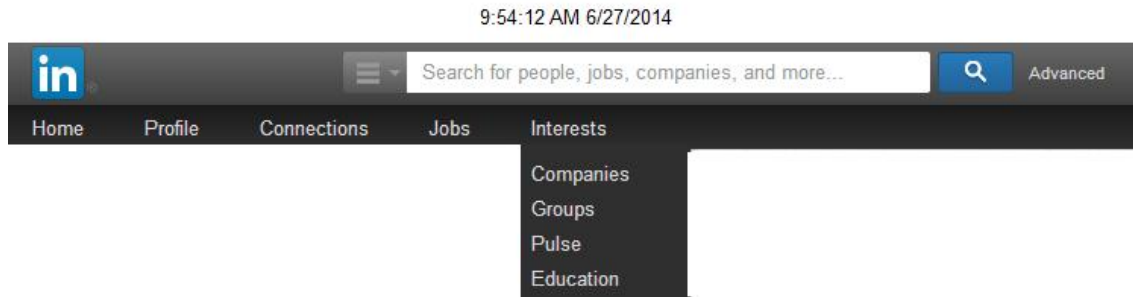 9:54:12 AM 6/27/2014
in®
Search for people, jobs, companies, and more...
Advanced
Home Profile Connections Jobs Interests
Companies
Groups
Pulse
Education